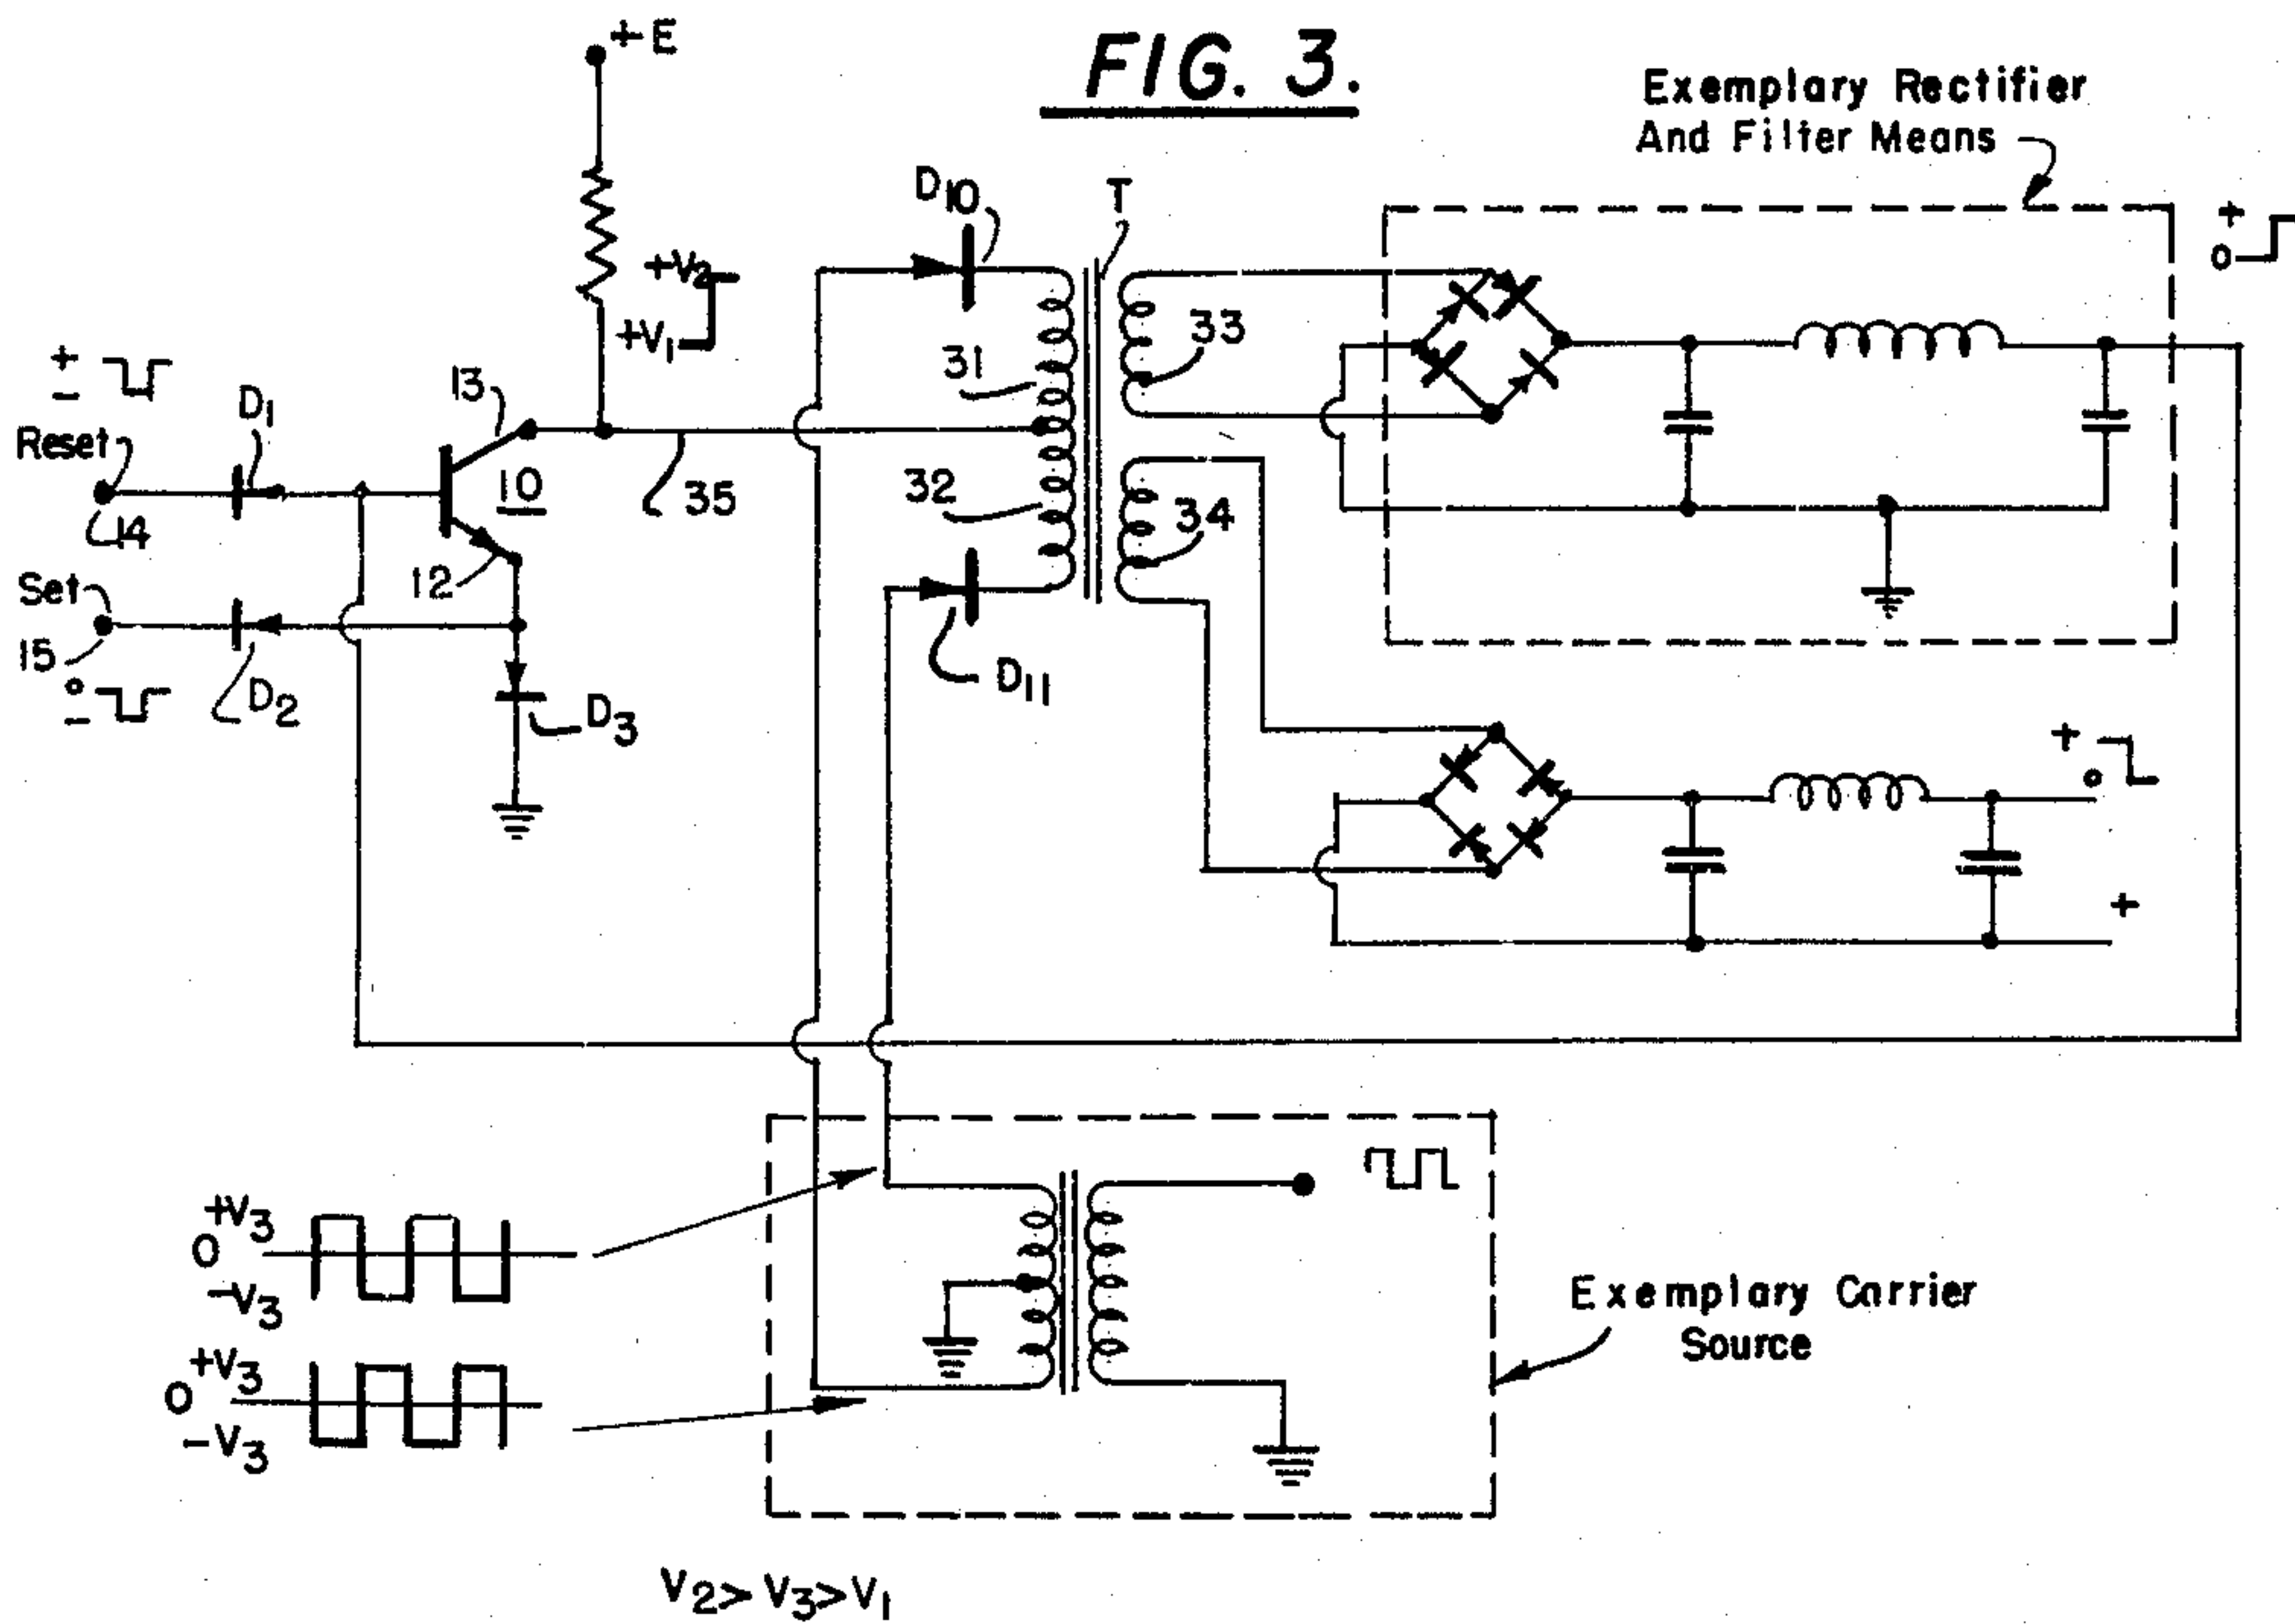 FIG. 3.
+E
Exemplary Rectifier
And Filter Means
D10
T
+
o
+V2
+V1
31
33
+
-
Reset
14
D1
13
10
12
35
32
34
Set
15
o
-
D2
D3
D11
+
o
+
+V3
0
-V3
+V3
0
-V3
Exemplary Carrier
Source
V2 > V3 > V1